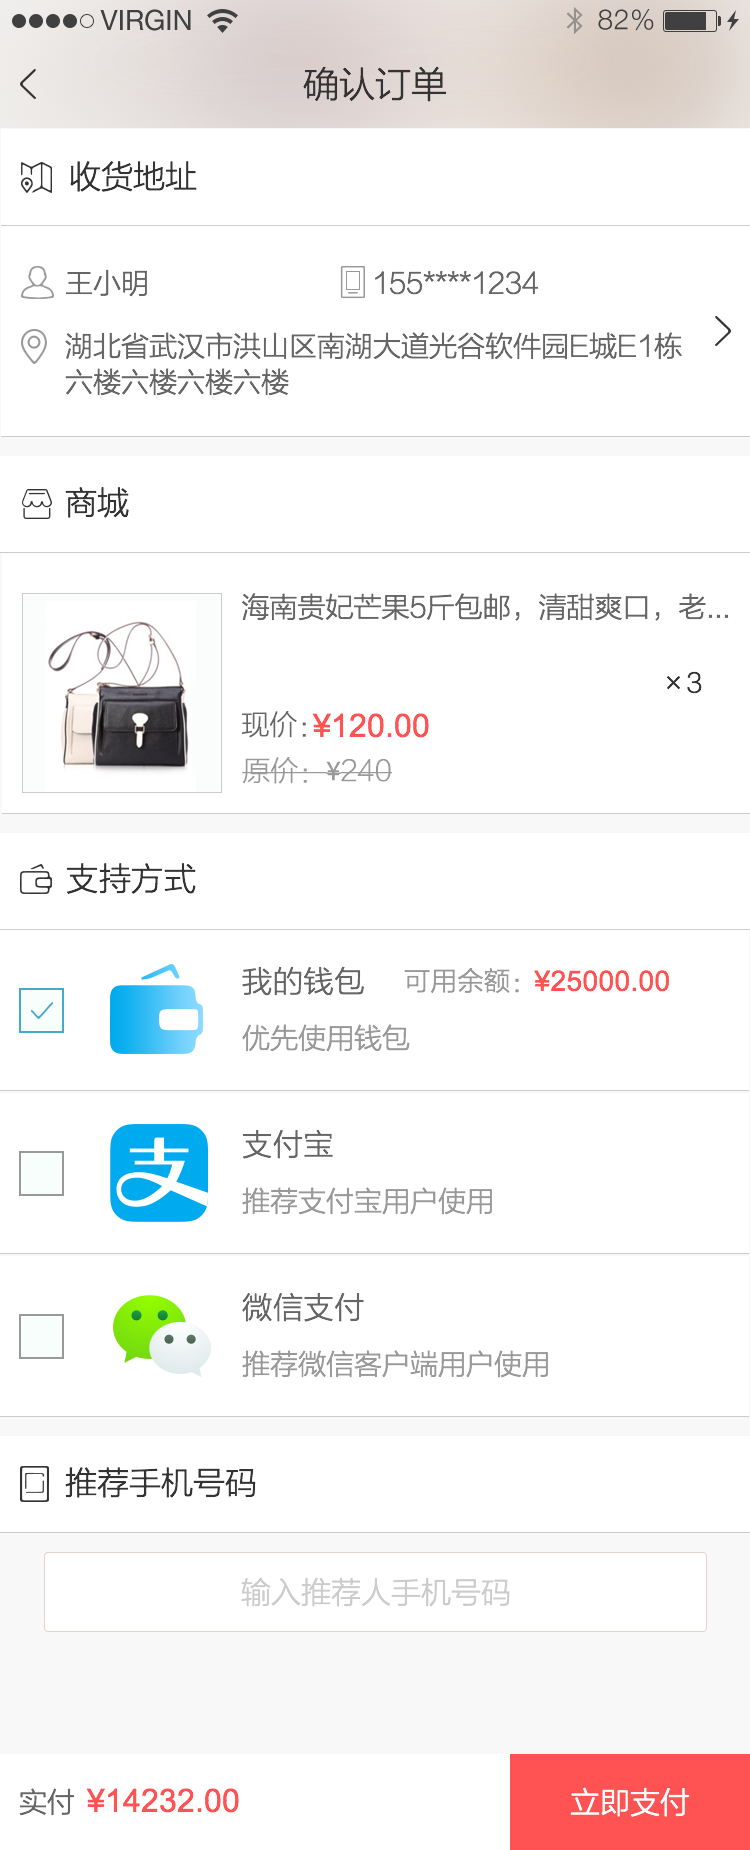 VIRGIN 82%
确认订单
收货地址
王小明 155****1234
湖北省武汉市洪山区南湖大道光谷软件园E城E1栋
六楼六楼六楼六楼
商城
海南贵妃芒果5斤包邮，清甜爽口，老...
×3
现价:¥120.00
原价：¥240
支持方式
我的钱包 可用余额：¥25000.00
优先使用钱包
支
支付宝
推荐支付宝用户使用
微信支付
推荐微信客户端用户使用
推荐手机号码
输入推荐人手机号码
实付 ¥14232.00 立即支付